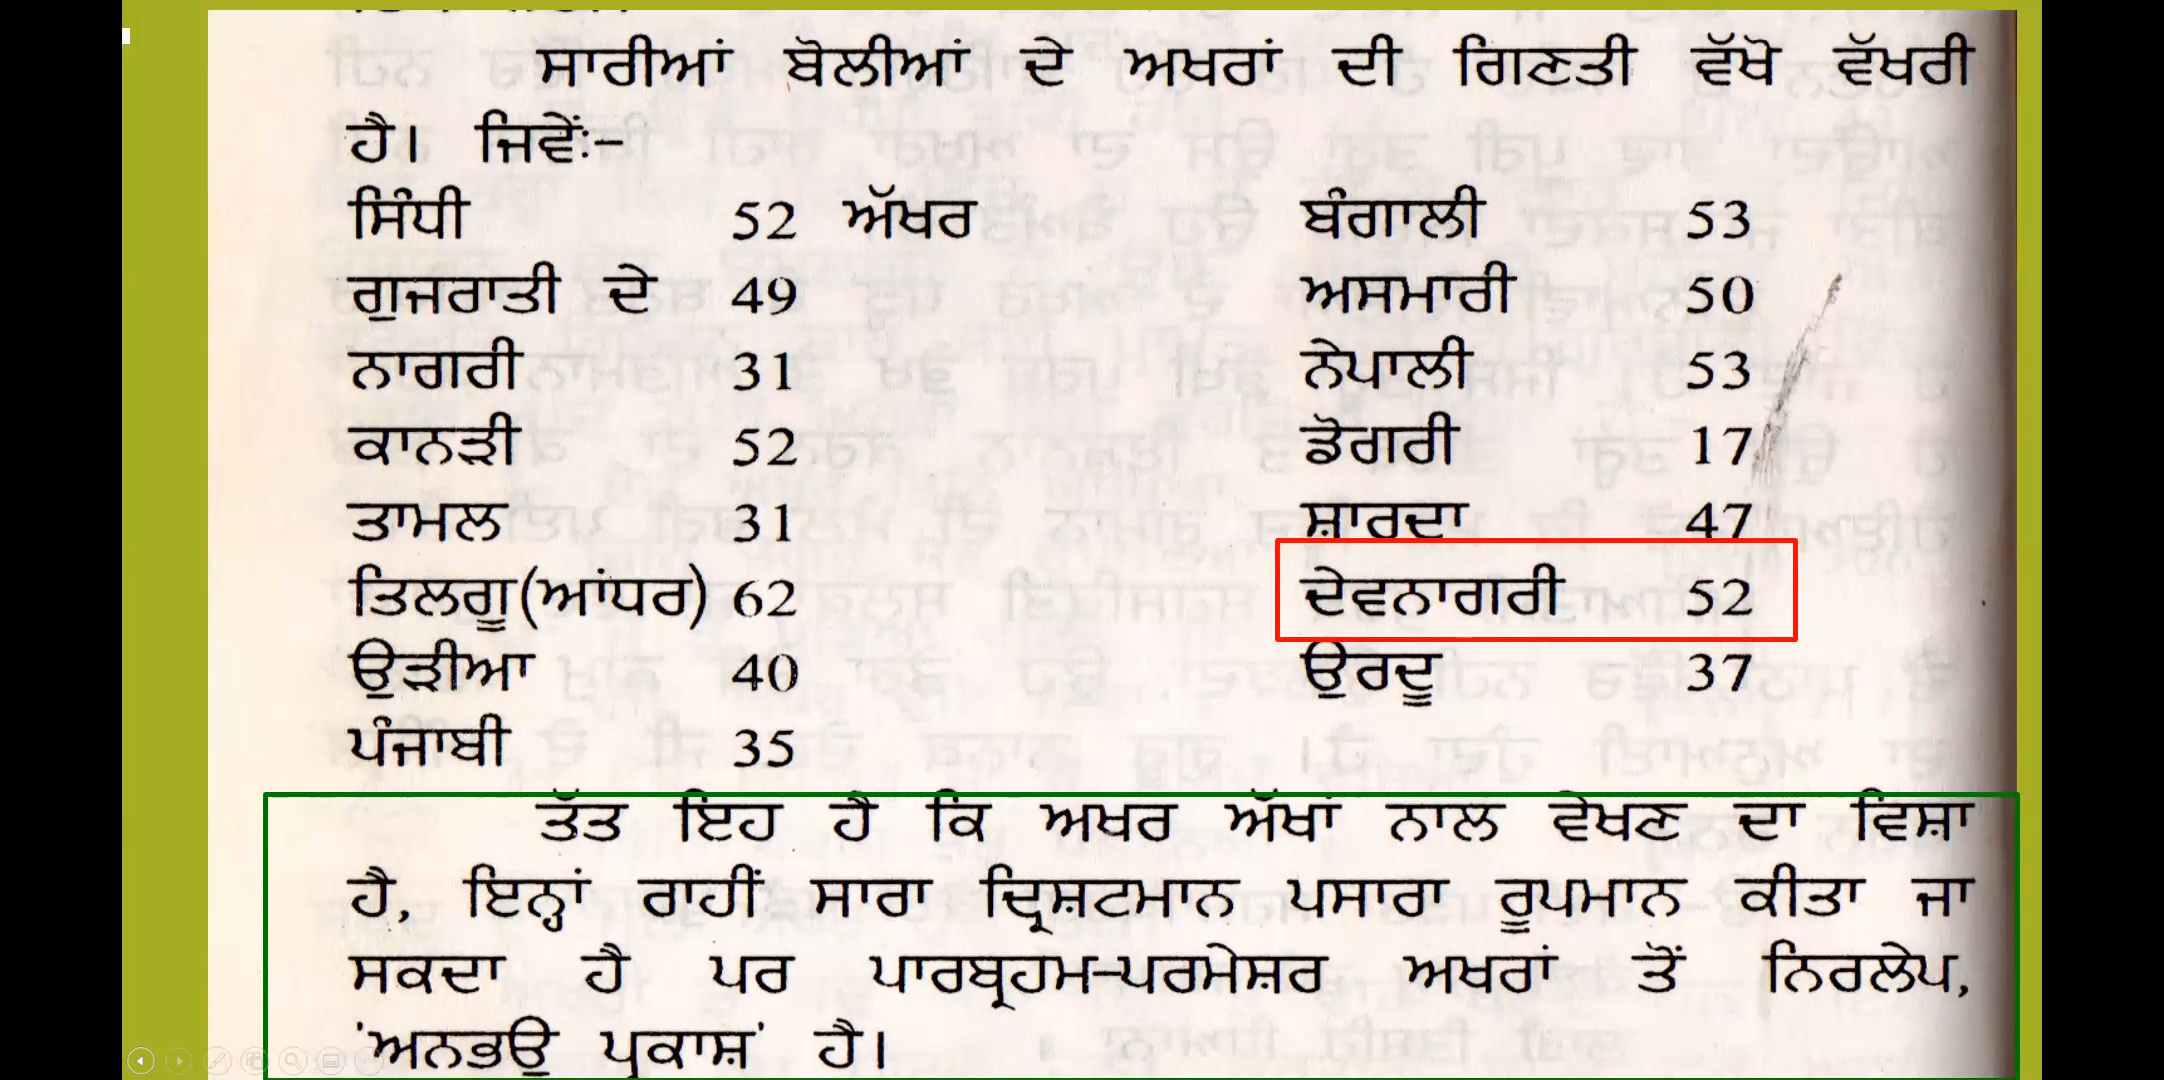 ਸਾਰੀਆਂ ਬੋਲੀਆਂ ਦੇ ਅਖਰਾਂ ਦੀ ਗਿਣਤੀ ਵੱਖੋ ਵੱਖਰੀ
ਹੈ। ਜਿਵੇਂਃ-
ਸਿੰਧੀ 52 ਅੱਖਰ ਬੰਗਾਲੀ 53
ਗੁਜਰਾਤੀ ਦੇ 49 ਅਸਮਾਰੀ 50
ਨਾਗਰੀ 31 ਨੇਪਾਲੀ 53
ਕਾਨੜੀ 52 ਡੋਗਰੀ 17
ਤਾਮਲ 31 ਸ਼ਾਰਦਾ 47
ਤਿਲਗੂ(ਆਂਧਰ) 62 ਦੇਵਨਾਗਰੀ 52
ਉੜੀਆ 40 ਉਰਦੂ 37
ਪੰਜਾਬੀ 35
ਤੱਤ ਇਹ ਹੈ ਕਿ ਅਖਰ ਅੱਖਾਂ ਨਾਲ ਵੇਖਣ ਦਾ ਵਿਸ਼ਾ
ਹੈ, ਇਨ੍ਹਾਂ ਰਾਹੀਂ ਸਾਰਾ ਦ੍ਰਿਸ਼ਟਮਾਨ ਪਸਾਰਾ ਰੂਪਮਾਨ ਕੀਤਾ ਜਾ
ਸਕਦਾ ਹੈ ਪਰ ਪਾਰਬ੍ਰਹਮ-ਪਰਮੇਸ਼ਰ ਅਖਰਾਂ ਤੋਂ ਨਿਰਲੇਪ,
'ਅਨਭਉ ਪ੍ਰਕਾਸ਼' ਹੈ।